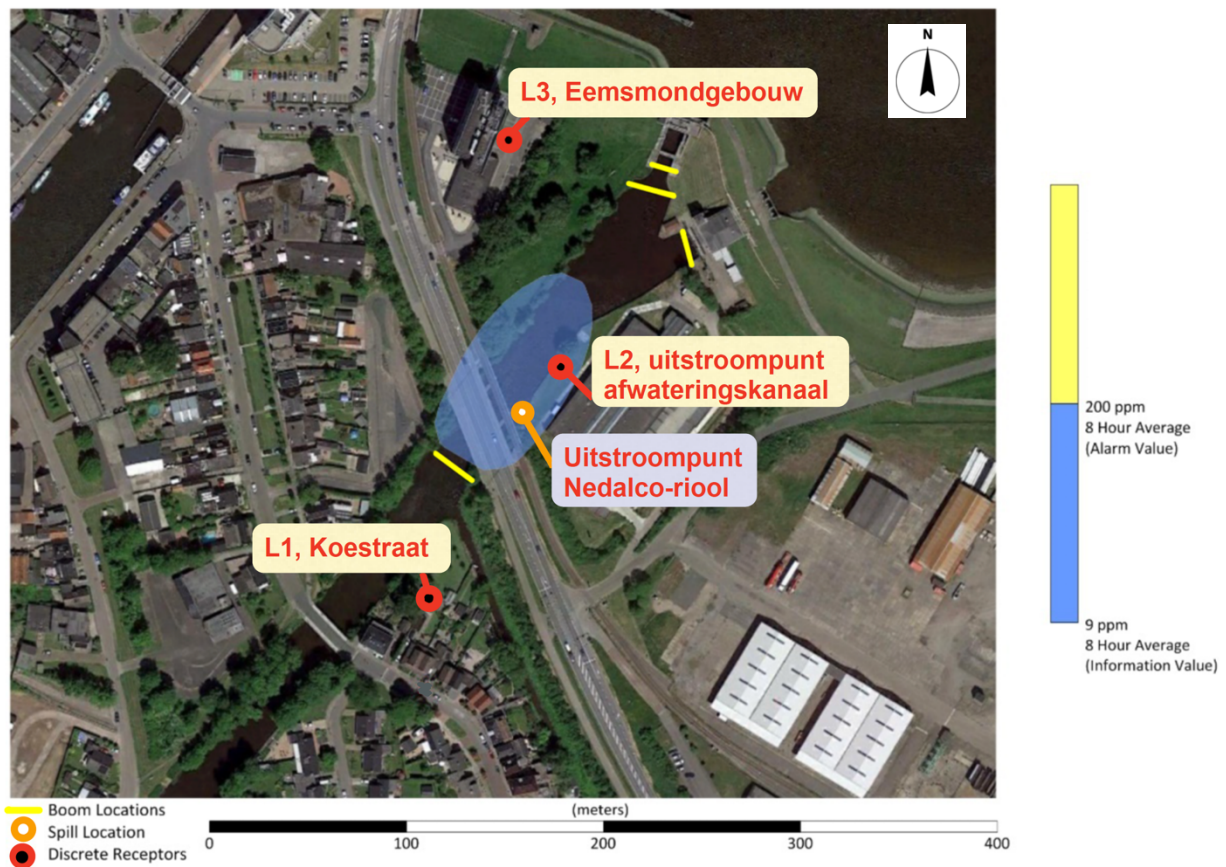 N
L3, Eemsmondgebouw
L2, uitstroompunt
afwateringskanaal
Uitstroompunt
Nedalco-riool
L1, Koestraat
200 ppm
8 Hour Average
(Alarm Value)
9 ppm
8 Hour Average
(Information Value)
Boom Locations
Spill Location
Discrete Receptors
(meters)
0
100
200
300
400